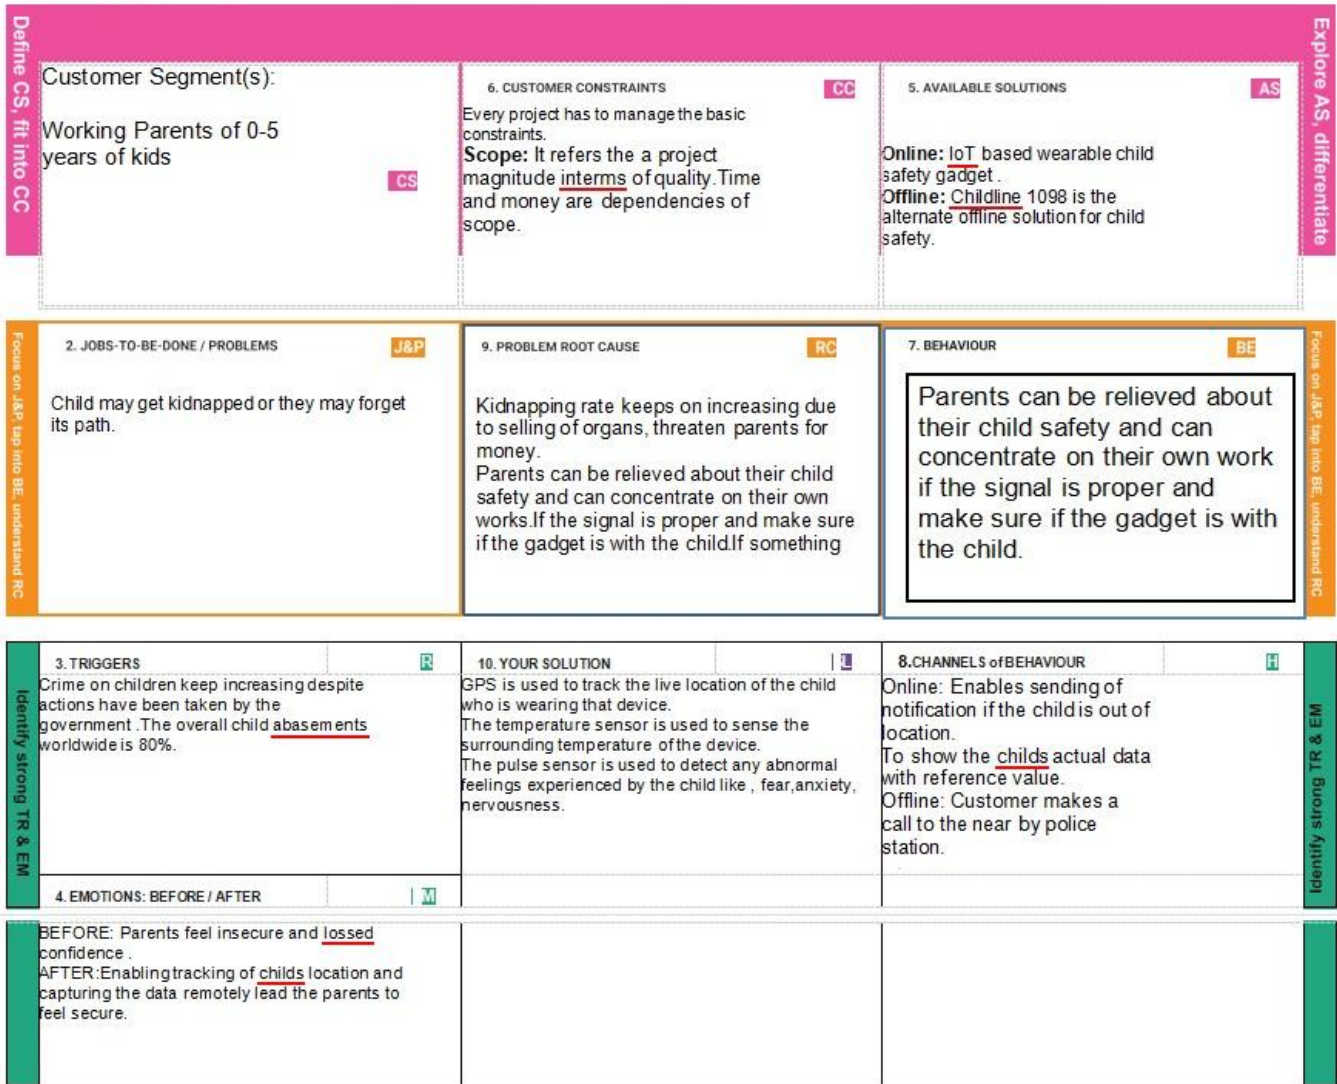 Define CS, fit into CC
Customer Segment(s):
Working Parents of 0-5
years of kids
CS
6. CUSTOMER CONSTRAINTS
CC
Every project has to manage the basic
constraints.
Scope: It refers the a project
magnitude interms of quality.Time
and money are dependencies of
scope.
5. AVAILABLE SOLUTIONS
AS
Online: IoT based wearable child
safety gadget .
Offline: Childline 1098 is the
alternate offline solution for child
safety.
Explore AS, differentiate
Focus on J&P, tap into BE, understand RC
2. JOBS-TO-BE-DONE / PROBLEMS
J&P
Child may get kidnapped or they may forget
its path.
9. PROBLEM ROOT CAUSE
RC
Kidnapping rate keeps on increasing due
to selling of organs, threaten parents for
money.
Parents can be relieved about their child
safety and can concentrate on their own
works.If the signal is proper and make sure
if the gadget is with the child.If something
7. BEHAVIOUR
BE
Parents can be relieved about
their child safety and can
concentrate on their own work
if the signal is proper and
make sure if the gadget is with
the child.
Focus on J&P, tap into BE, understand RC
Identify strong TR & EM
3. TRIGGERS
R
Crime on children keep increasing despite
actions have been taken by the
government .The overall child abasements
worldwide is 80%.
4. EMOTIONS: BEFORE / AFTER
M
BEFORE: Parents feel insecure and lossed
confidence .
AFTER:Enabling tracking of childs location and
capturing the data remotely lead the parents to
feel secure.
10. YOUR SOLUTION
L
GPS is used to track the live location of the child
who is wearing that device.
The temperature sensor is used to sense the
surrounding temperature of the device.
The pulse sensor is used to detect any abnormal
feelings experienced by the child like , fear,anxiety,
nervousness.
8.CHANNELS of BEHAVIOUR
H
Online: Enables sending of
notification if the child is out of
location.
To show the childs actual data
with reference value.
Offline: Customer makes a
call to the near by police
station.
Identify strong TR & EM